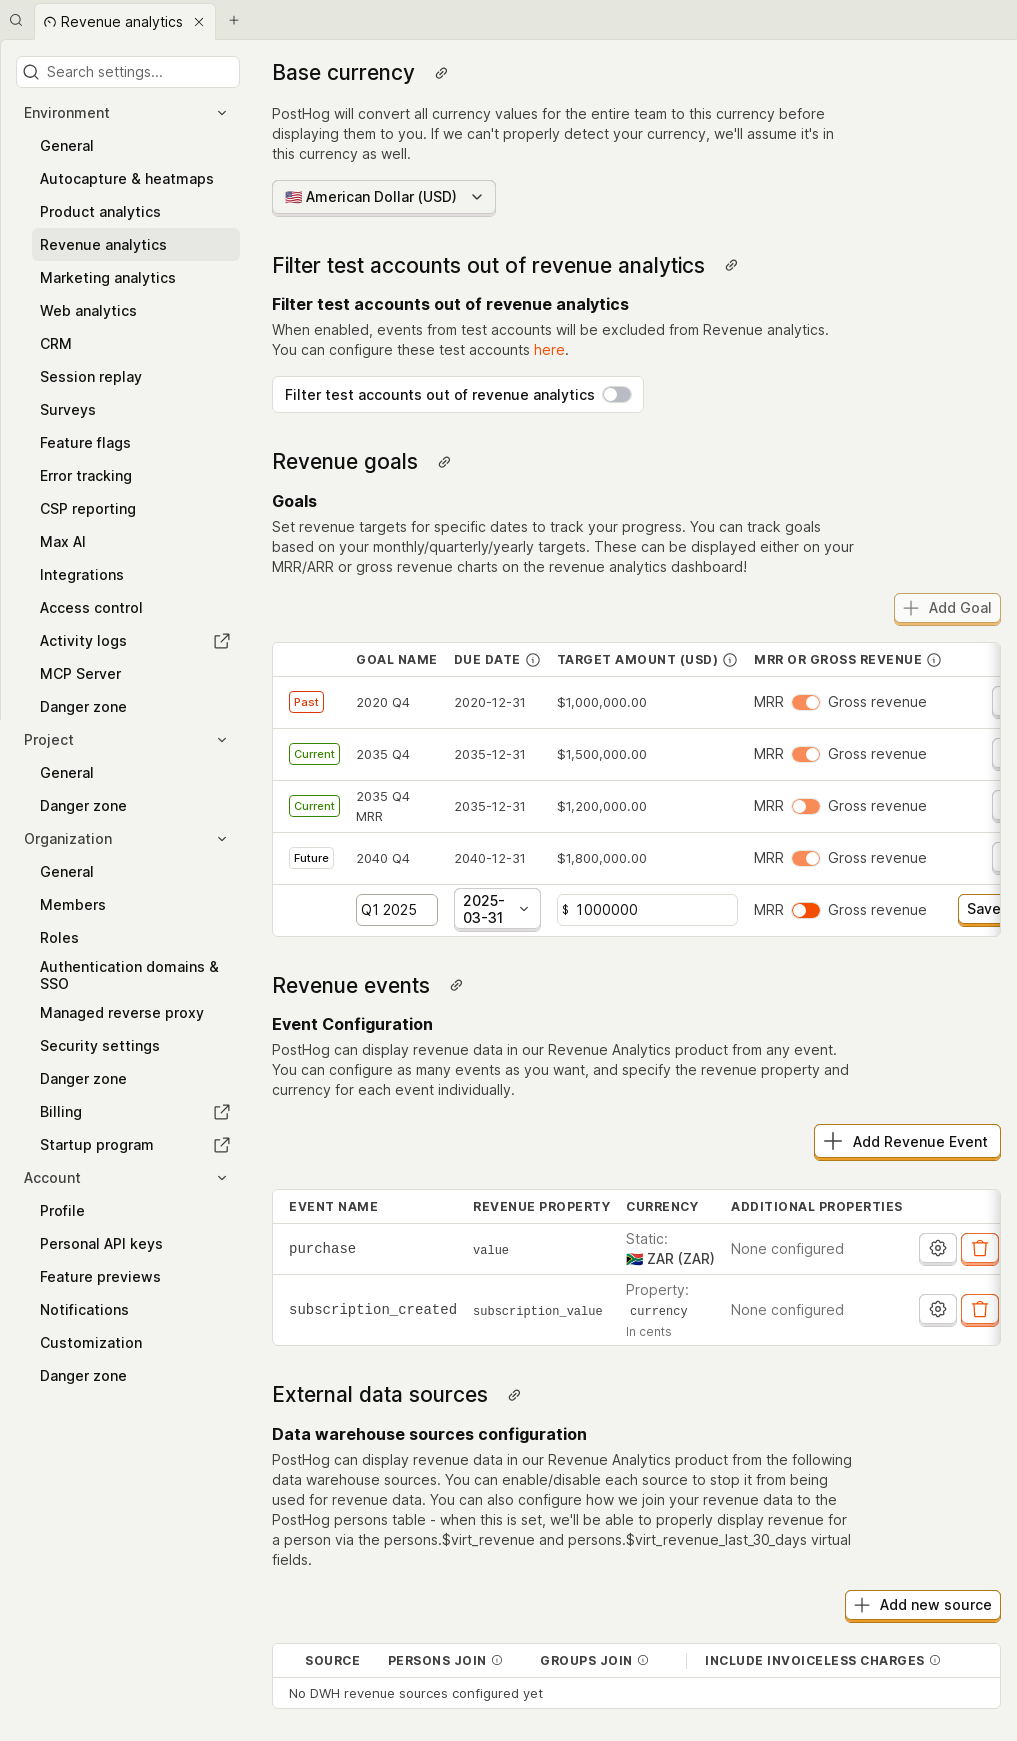 Revenue analytics
Search settings...
Environment
General
Autocapture & heatmaps
Product analytics
Revenue analytics
Marketing analytics
Web analytics
CRM
Session replay
Surveys
Feature flags
Error tracking
CSP reporting
Max AI
Integrations
Access control
Activity logs
MCP Server
Danger zone
Project
General
Danger zone
Organization
General
Members
Roles
Authentication domains &
SSO
Managed reverse proxy
Security settings
Danger zone
Billing
Startup program
Account
Profile
Personal API keys
Feature previews
Notifications
Customization
Danger zone
Base currency
PostHog will convert all currency values for the entire team to this currency before
displaying them to you. If we can't properly detect your currency, we'll assume it's in
this currency as well.
🇺🇸 American Dollar (USD)
Filter test accounts out of revenue analytics
Filter test accounts out of revenue analytics
When enabled, events from test accounts will be excluded from Revenue analytics.
You can configure these test accounts here.
Filter test accounts out of revenue analytics
Revenue goals
Goals
Set revenue targets for specific dates to track your progress. You can track goals
based on your monthly/quarterly/yearly targets. These can be displayed either on your
MRR/ARR or gross revenue charts on the revenue analytics dashboard!
Add Goal
GOAL NAME DUE DATE TARGET AMOUNT (USD) MRR OR GROSS REVENUE
Past 2020 Q4 2020-12-31 $1,000,000.00 MRR Gross revenue
Current 2035 Q4 2035-12-31 $1,500,000.00 MRR Gross revenue
Current 2035 Q4 MRR 2035-12-31 $1,200,000.00 MRR Gross revenue
Future 2040 Q4 2040-12-31 $1,800,000.00 MRR Gross revenue
Q1 2025 2025-03-31 $ 1000000 MRR Gross revenue Save
Revenue events
Event Configuration
PostHog can display revenue data in our Revenue Analytics product from any event.
You can configure as many events as you want, and specify the revenue property and
currency for each event individually.
Add Revenue Event
EVENT NAME REVENUE PROPERTY CURRENCY ADDITIONAL PROPERTIES
purchase value Static: 🇿🇦 ZAR (ZAR) None configured
subscription_created subscription_value Property: currency In cents None configured
External data sources
Data warehouse sources configuration
PostHog can display revenue data in our Revenue Analytics product from the following
data warehouse sources. You can enable/disable each source to stop it from being
used for revenue data. You can also configure how we join your revenue data to the
PostHog persons table - when this is set, we'll be able to properly display revenue for
a person via the persons.$virt_revenue and persons.$virt_revenue_last_30_days virtual
fields.
Add new source
SOURCE PERSONS JOIN GROUPS JOIN INCLUDE INVOICELESS CHARGES
No DWH revenue sources configured yet